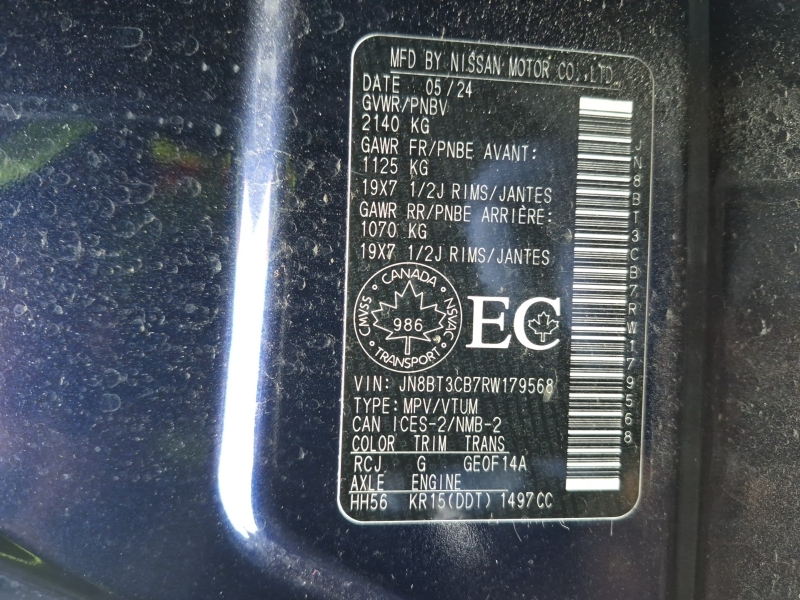 MFD BY NISSAN MOTOR CO.,LTD.
DATE 05/24
GVWR/PNBV
2140 KG
GAWR FR/PNBE AVANT:
1125 KG
19X7 1/2J RIMS/JANTES
GAWR RR/PNBE ARRIÈRE:
1070 KG
19X7 1/2J RIMS/JANTES
CANADA
CMVSS
NSVAC
986
TRANSPORT
EC
VIN: JN8BT3CB7RW179568
TYPE: MPV/VTUM
CAN ICES-2/NMB-2
COLOR TRIM TRANS
RCJ G GE0F14A
AXLE ENGINE
HH56 KR15(DDT) 1497CC
JN8BT3CB7RW179568